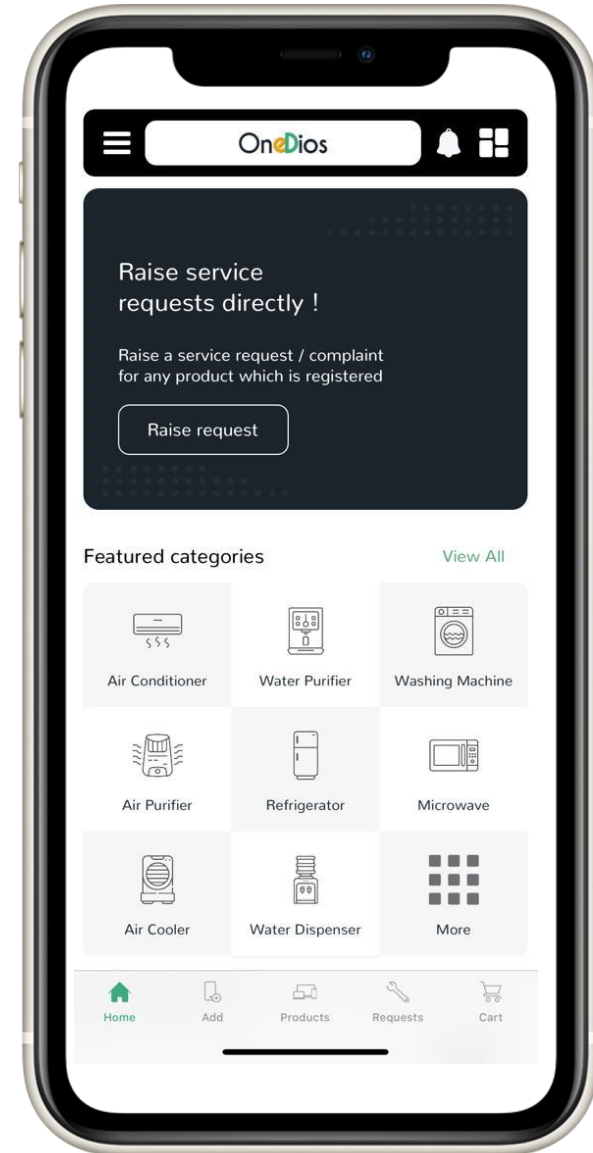 OneDios
Raise service
requests directly !
Raise a service request / complaint
for any product which is registered
Raise request
Featured categories
View All
Air Conditioner
Water Purifier
Washing Machine
Air Purifier
Refrigerator
Microwave
Air Cooler
Water Dispenser
More
Home
Add
Products
Requests
Cart